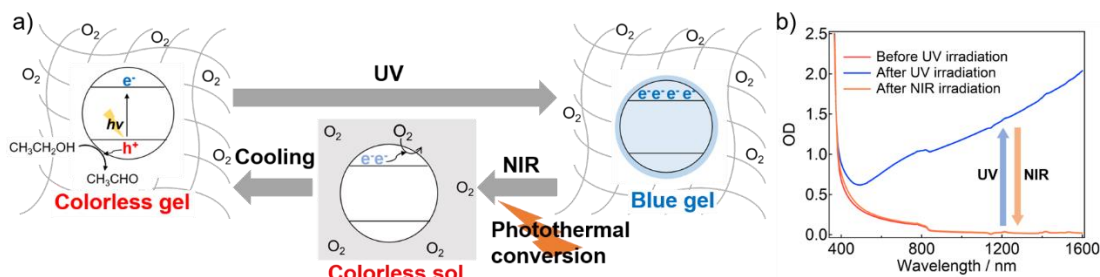 a)
O₂ O₂ O₂ O₂ O₂ O₂
e⁻
hν
h⁺
CH₃CH₂OH
CH₃CHO
Colorless gel
UV
Cooling
O₂ O₂
e⁻e⁻
O₂ O₂
Colorless sol
NIR
Photothermal
conversion
O₂ O₂ O₂ O₂ O₂ O₂
e⁻ e⁻ e⁻ e⁻
Blue gel
b)
OD
2.5
2.0
1.5
1.0
0.5
0.0
Before UV irradiation
After UV irradiation
After NIR irradiation
UV
NIR
400 800 1200 1600
Wavelength / nm